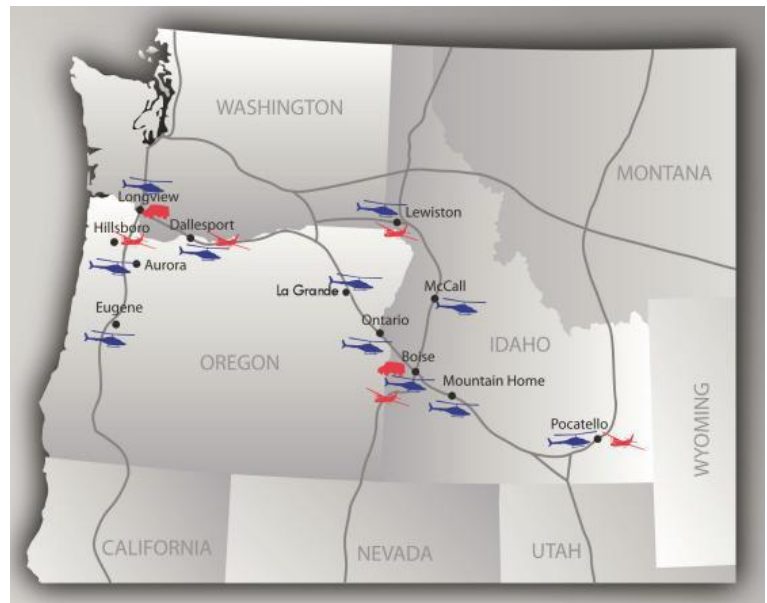 WASHINGTON
MONTANA
Longview
Lewiston
Hillsboro
Dallesport
Aurora
La Grande
McCall
Eugene
Ontario
IDAHO
OREGON
Boise
Mountain Home
Pocatello
WYOMING
CALIFORNIA
NEVADA
UTAH